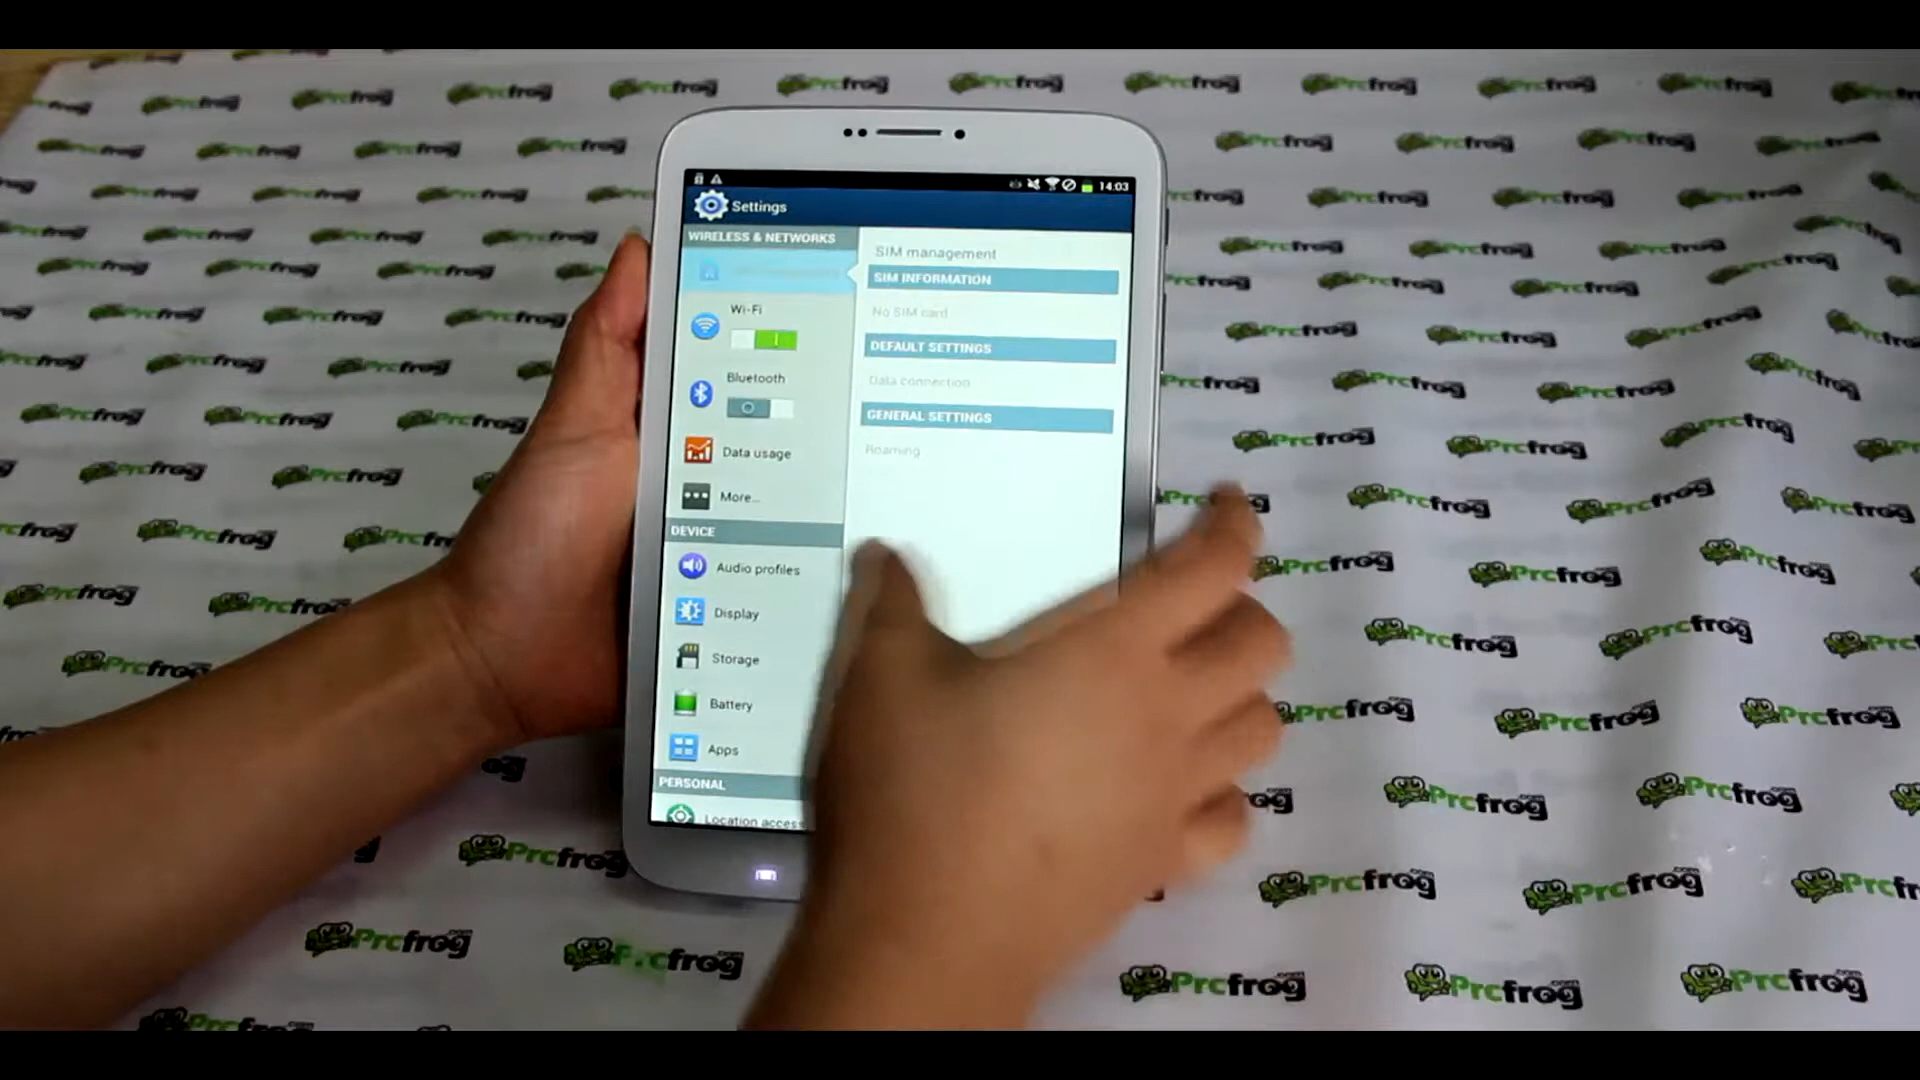 14:03
Settings
WIRELESS & NETWORKS
Wi-Fi
Bluetooth
Data usage
More...
DEVICE
Audio profiles
Display
Storage
Battery
Apps
PERSONAL
Location access
SIM management
SIM INFORMATION
No SIM card
DEFAULT SETTINGS
Data connection
GENERAL SETTINGS
Roaming
Prcfrog